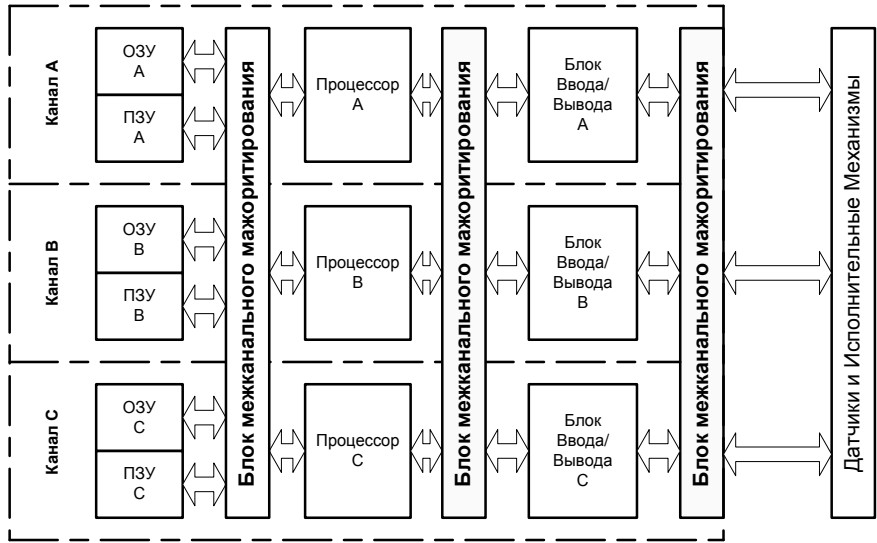 Канал А
ОЗУ
А
ПЗУ
А
Блок межканального мажоритирования
Процессор
А
Блок межканального мажоритирования
Блок
Ввода/
Вывода
А
Блок межканального мажоритирования
Датчики и Исполнительные Механизмы
Канал В
ОЗУ
В
ПЗУ
В
Процессор
В
Блок
Ввода/
Вывода
В
Канал С
ОЗУ
С
ПЗУ
С
Процессор
С
Блок
Ввода/
Вывода
С